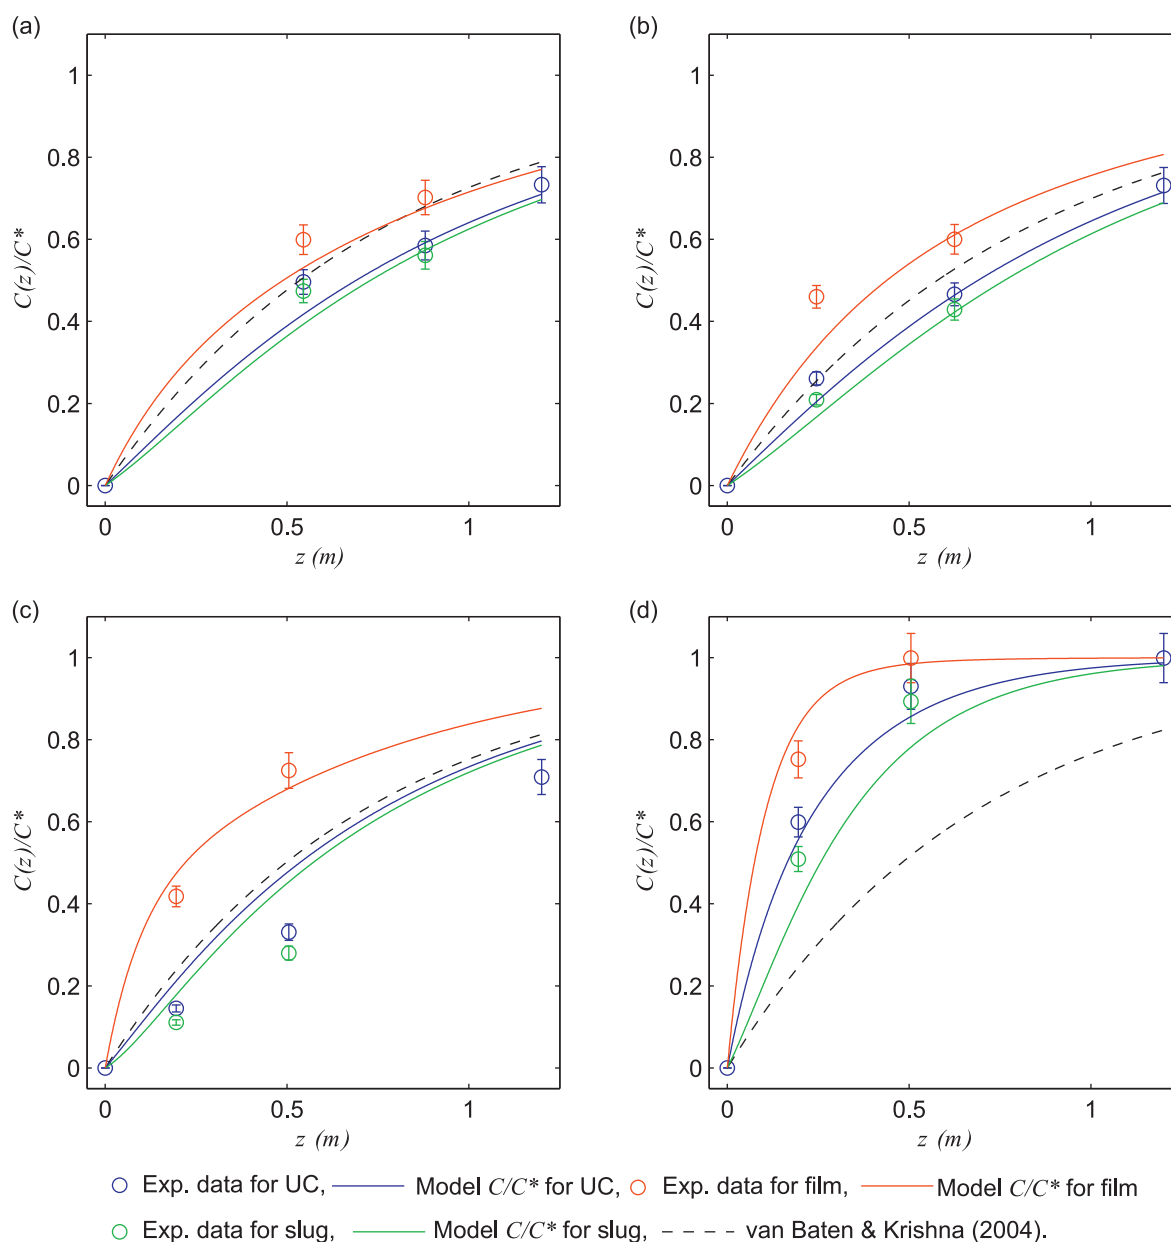 (a)
(b)
1
0.8
0.6
0.4
0.2
0
C(z)/C*
0
0.5
1
z (m)
1
0.8
0.6
0.4
0.2
0
C(z)/C*
0
0.5
1
z (m)
(c)
(d)
1
0.8
0.6
0.4
0.2
0
C(z)/C*
0
0.5
1
z (m)
1
0.8
0.6
0.4
0.2
0
C(z)/C*
0
0.5
1
z (m)
Exp. data for UC, Model C/C* for UC, Exp. data for film, Model C/C* for film
Exp. data for slug, Model C/C* for slug, van Baten & Krishna (2004).